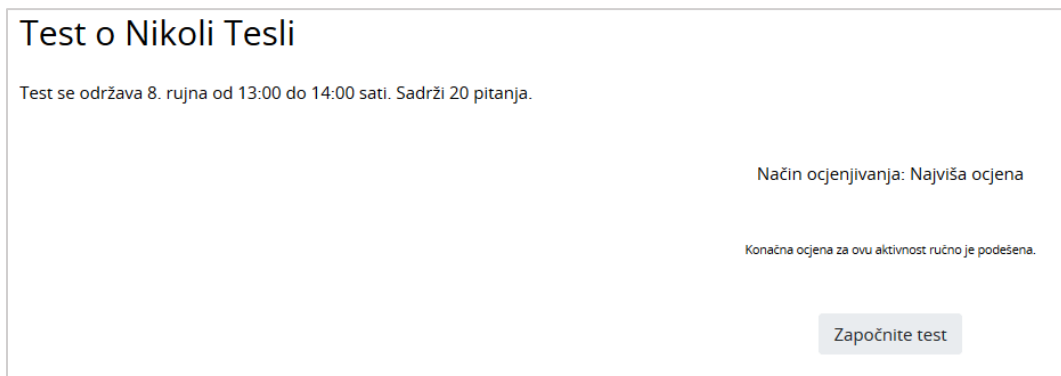 Test o Nikoli Tesli
Test se održava 8. rujna od 13:00 do 14:00 sati. Sadrži 20 pitanja.
Način ocjenjivanja: Najviša ocjena
Konačna ocjena za ovu aktivnost ručno je podešena.
Započnite test